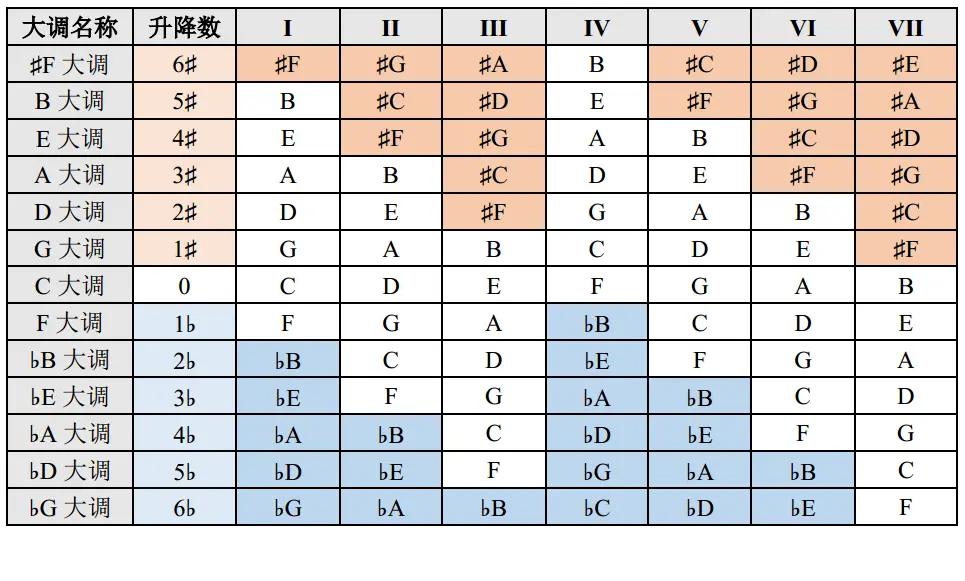 大调名称 升降数 I II III IV V VI VII
♯F 大调 6♯ ♯F ♯G ♯A B ♯C ♯D ♯E
B 大调 5♯ B ♯C ♯D E ♯F ♯G ♯A
E 大调 4♯ E ♯F ♯G A B ♯C ♯D
A 大调 3♯ A B ♯C D E ♯F ♯G
D 大调 2♯ D E ♯F G A B ♯C
G 大调 1♯ G A B C D E ♯F
C 大调 0 C D E F G A B
F 大调 1♭ F G A ♭B C D E
♭B 大调 2♭ ♭B C D ♭E F G A
♭E 大调 3♭ ♭E F G ♭A ♭B C D
♭A 大调 4♭ ♭A ♭B C ♭D ♭E F G
♭D 大调 5♭ ♭D ♭E F ♭G ♭A ♭B C
♭G 大调 6♭ ♭G ♭A ♭B ♭C ♭D ♭E F